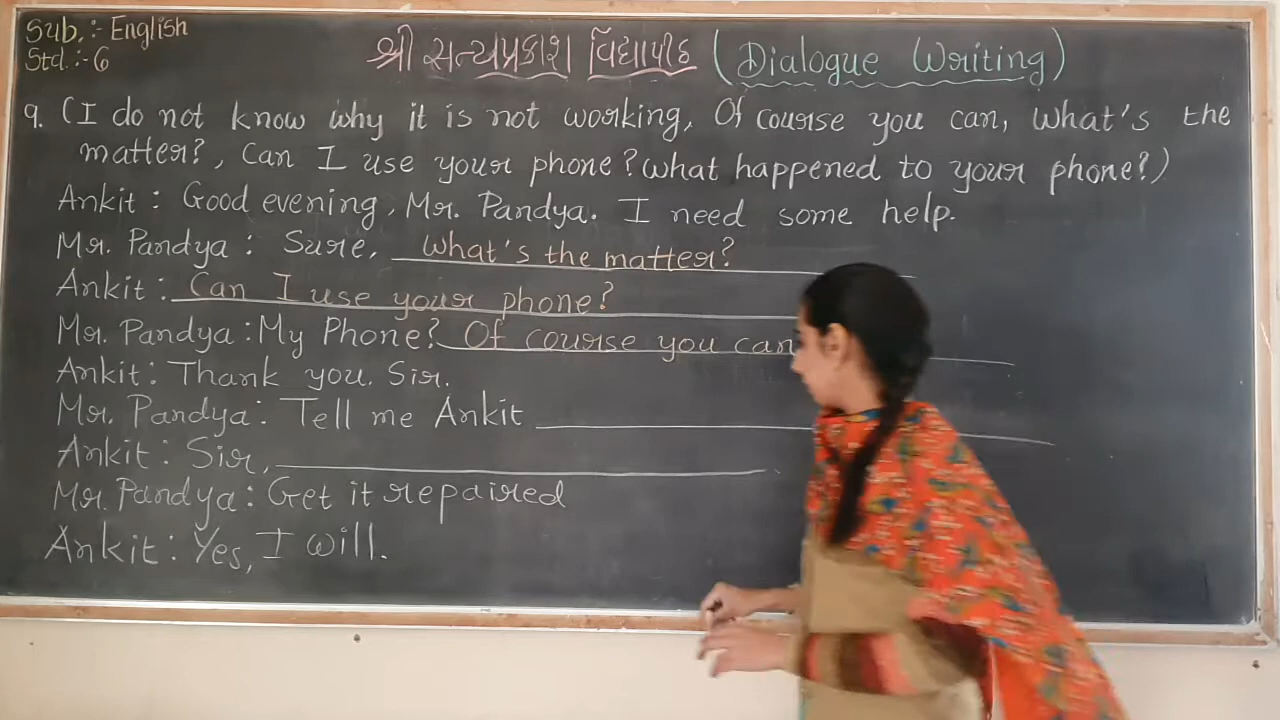 Sub. :- English
Std. :- 6
શ્રી સત્યપ્રકાશ વિદ્યાપીઠ (Dialogue Writing)
9. (I do not know why it is not working, Of course you can, What's the
matter?, Can I use your phone? What happened to your phone?)
Ankit : Good evening, Mr. Pandya. I need some help.
Mr. Pandya : Sure, What's the matter?
Ankit : Can I use your phone?
Mr. Pandya : My Phone? Of course you can
Ankit : Thank you. Sir.
Mr. Pandya : Tell me Ankit
Ankit : Sir,
Mr. Pandya : Get it repaired
Ankit : Yes, I will.